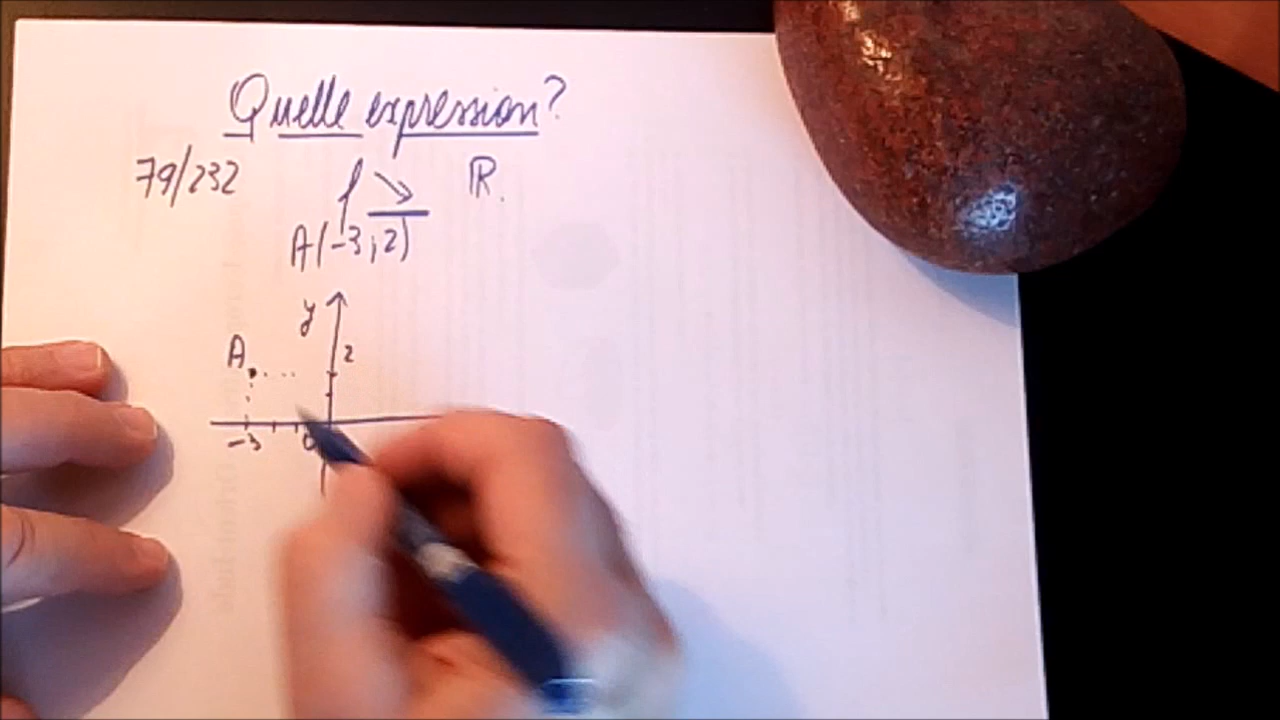 Quelle expression?
79/232 f ↘ ℝ.
A(-3;2)
y
A 2
-3 0